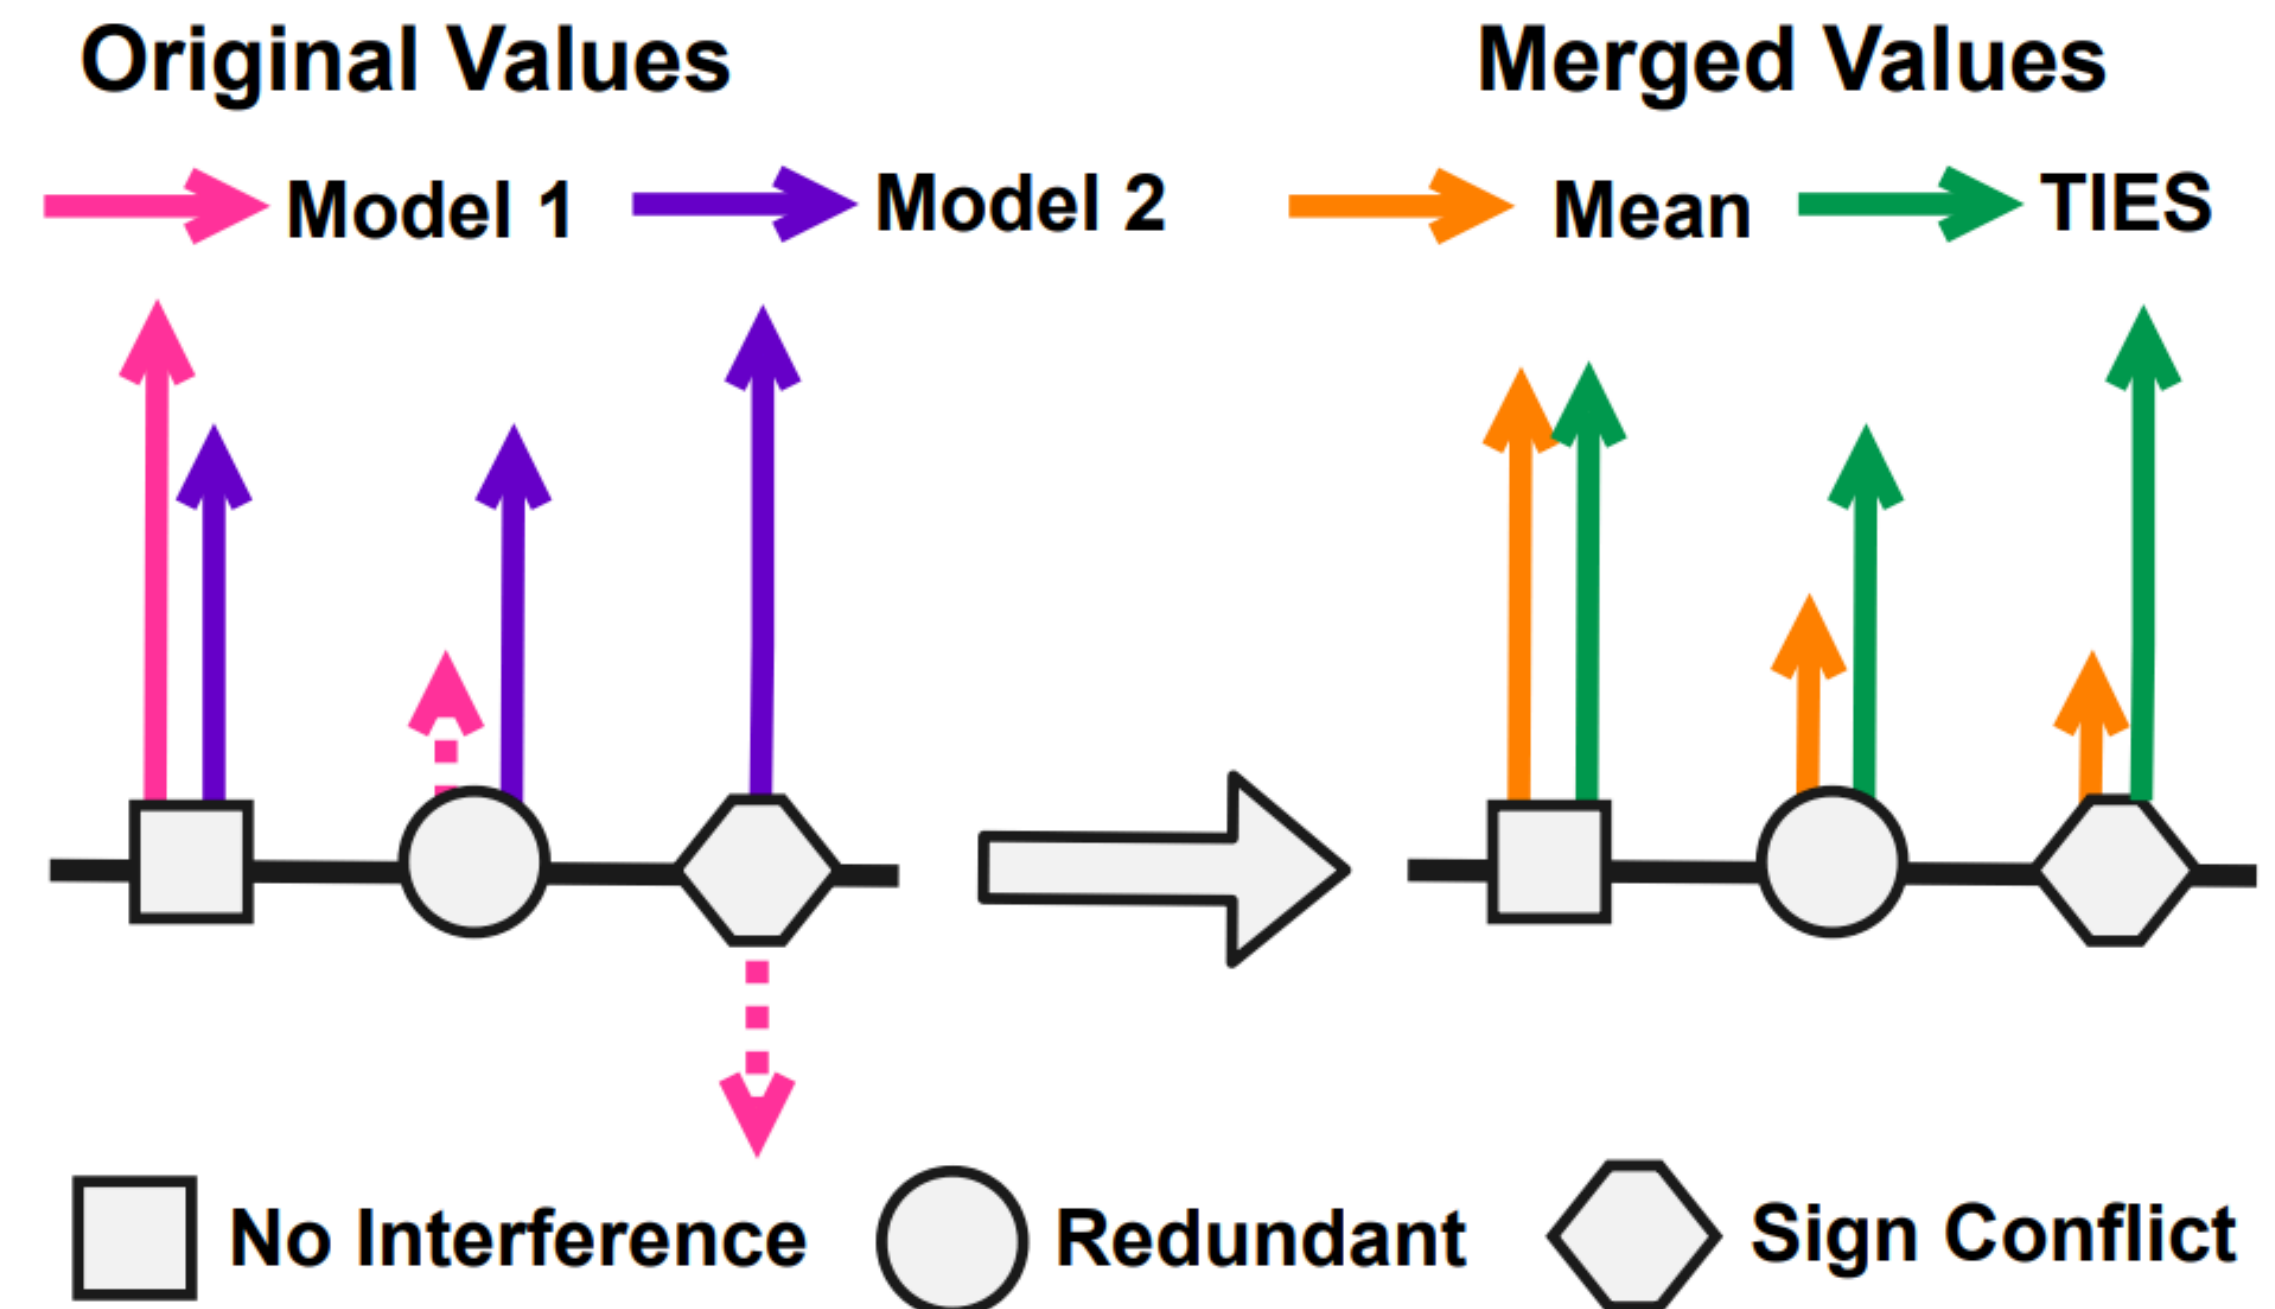 Original Values
Merged Values
Model 1
Model 2
Mean
TIES
No Interference
Redundant
Sign Conflict